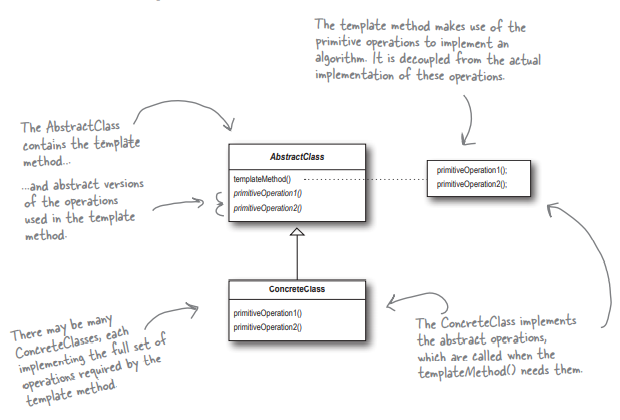 The template method makes use of the
primitive operations to implement an
algorithm. It is decoupled from the actual
implementation of these operations.
The AbstractClass
contains the template
method...
...and abstract versions
of the operations
used in the template
method.
AbstractClass
templateMethod()
primitiveOperation1()
primitiveOperation2()
primitiveOperation1();
primitiveOperation2();
ConcreteClass
primitiveOperation1()
primitiveOperation2()
There may be many
ConcreteClasses, each
implementing the full set of
operations required by the
template method.
The ConcreteClass implements
the abstract operations,
which are called when the
templateMethod() needs them.